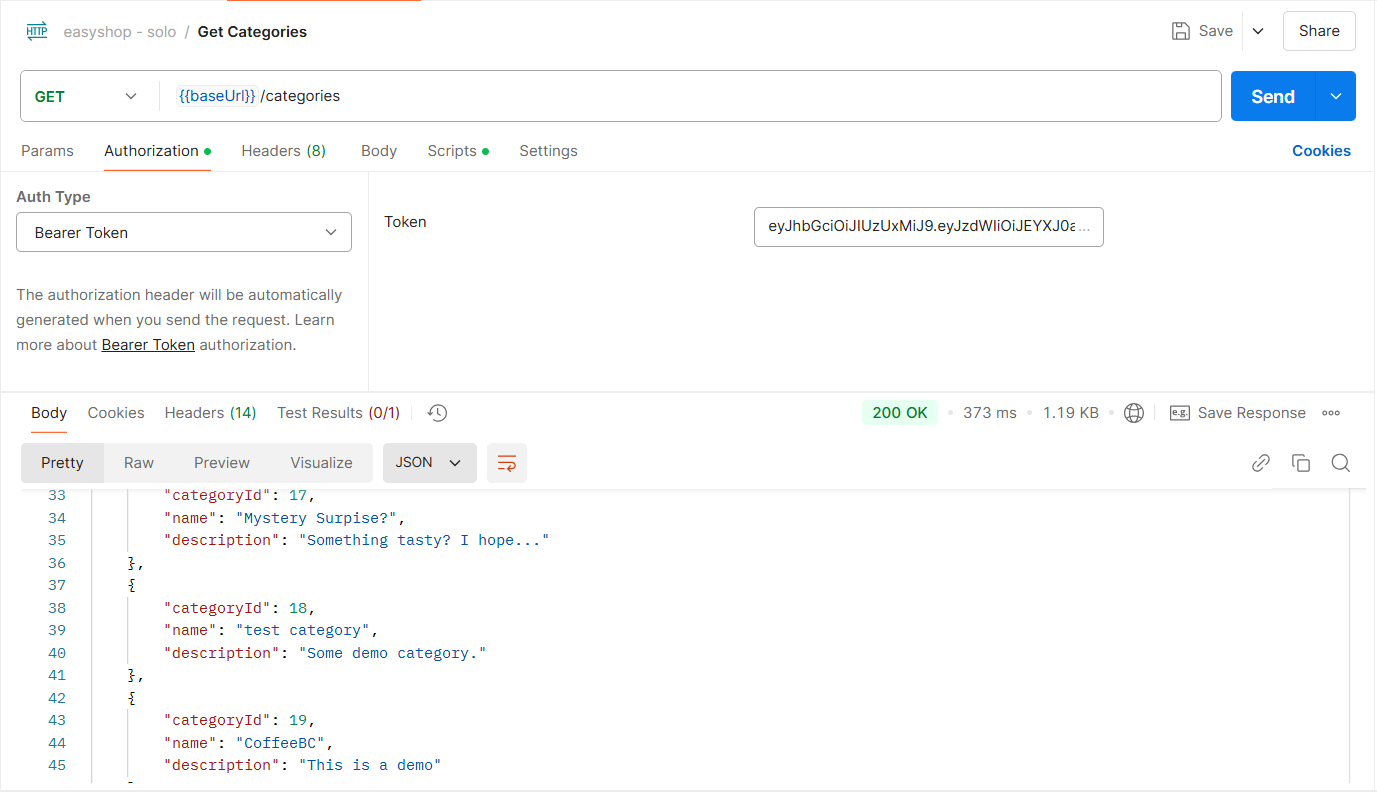 HTTP easyshop - solo / Get Categories Save Share
GET {{baseUrl}} /categories Send
Params Authorization Headers (8) Body Scripts Settings Cookies
Auth Type
Bearer Token
Token eyJhbGciOiJIUzUxMiJ9.eyJzdWIiOiJEYXJ0a...
The authorization header will be automatically
generated when you send the request. Learn
more about Bearer Token authorization.
Body Cookies Headers (14) Test Results (0/1) 200 OK 373 ms 1.19 KB e.g. Save Response
Pretty Raw Preview Visualize JSON
33 "categoryId": 17,
34 "name": "Mystery Surpise?",
35 "description": "Something tasty? I hope..."
36 },
37 {
38 "categoryId": 18,
39 "name": "test category",
40 "description": "Some demo category."
41 },
42 {
43 "categoryId": 19,
44 "name": "CoffeeBC",
45 "description": "This is a demo"